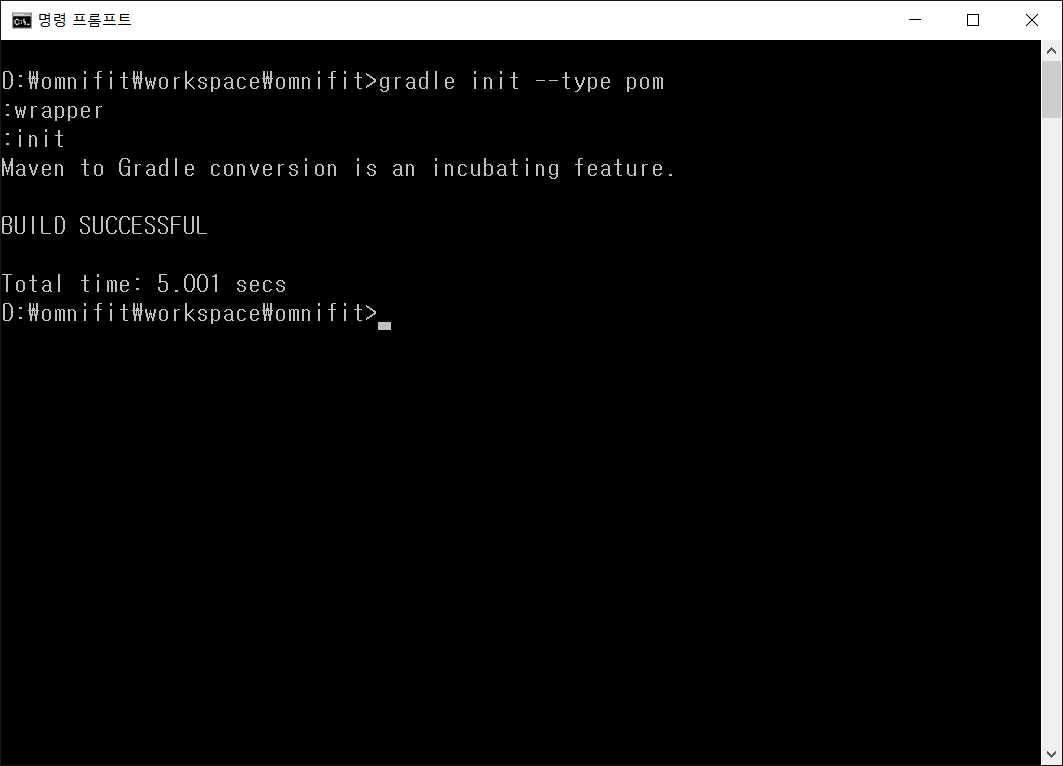 명령 프롬프트
D:₩omnifit₩workspace₩omnifit>gradle init --type pom
:wrapper
:init
Maven to Gradle conversion is an incubating feature.
BUILD SUCCESSFUL
Total time: 5.001 secs
D:₩omnifit₩workspace₩omnifit>